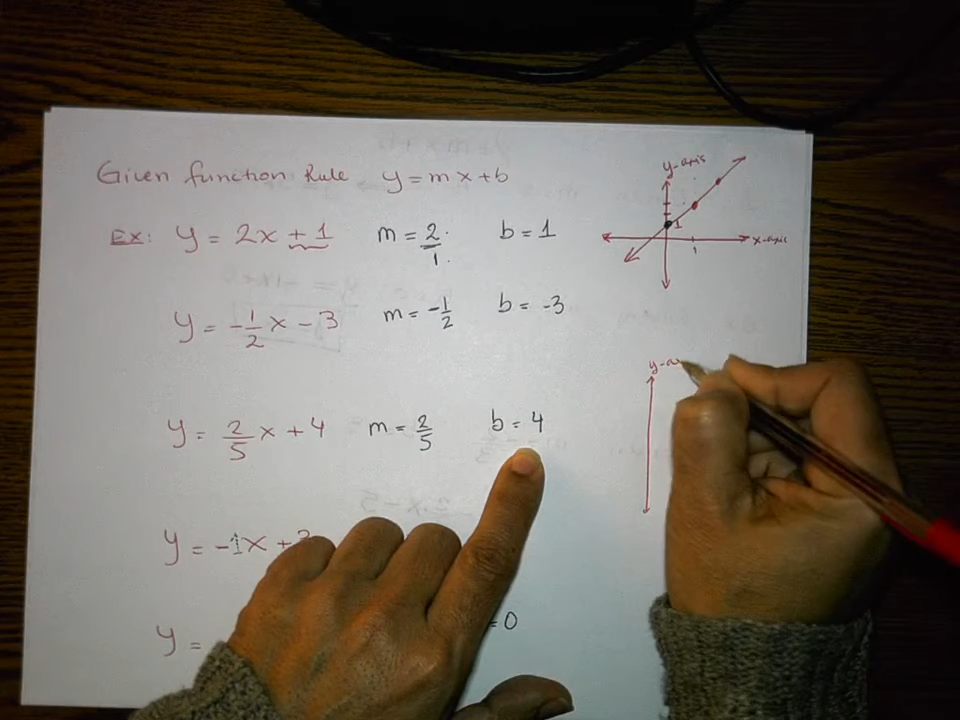 Given function Rule y = mx + b
EX: y = 2x + 1 m = 2/1 b = 1
y = -1/2 x - 3 m = -1/2 b = -3
y = 2/5 x + 4 m = 2/5 b = 4
y = -1x +
y = = 0
y-axis
1
x-axis
1
y-a